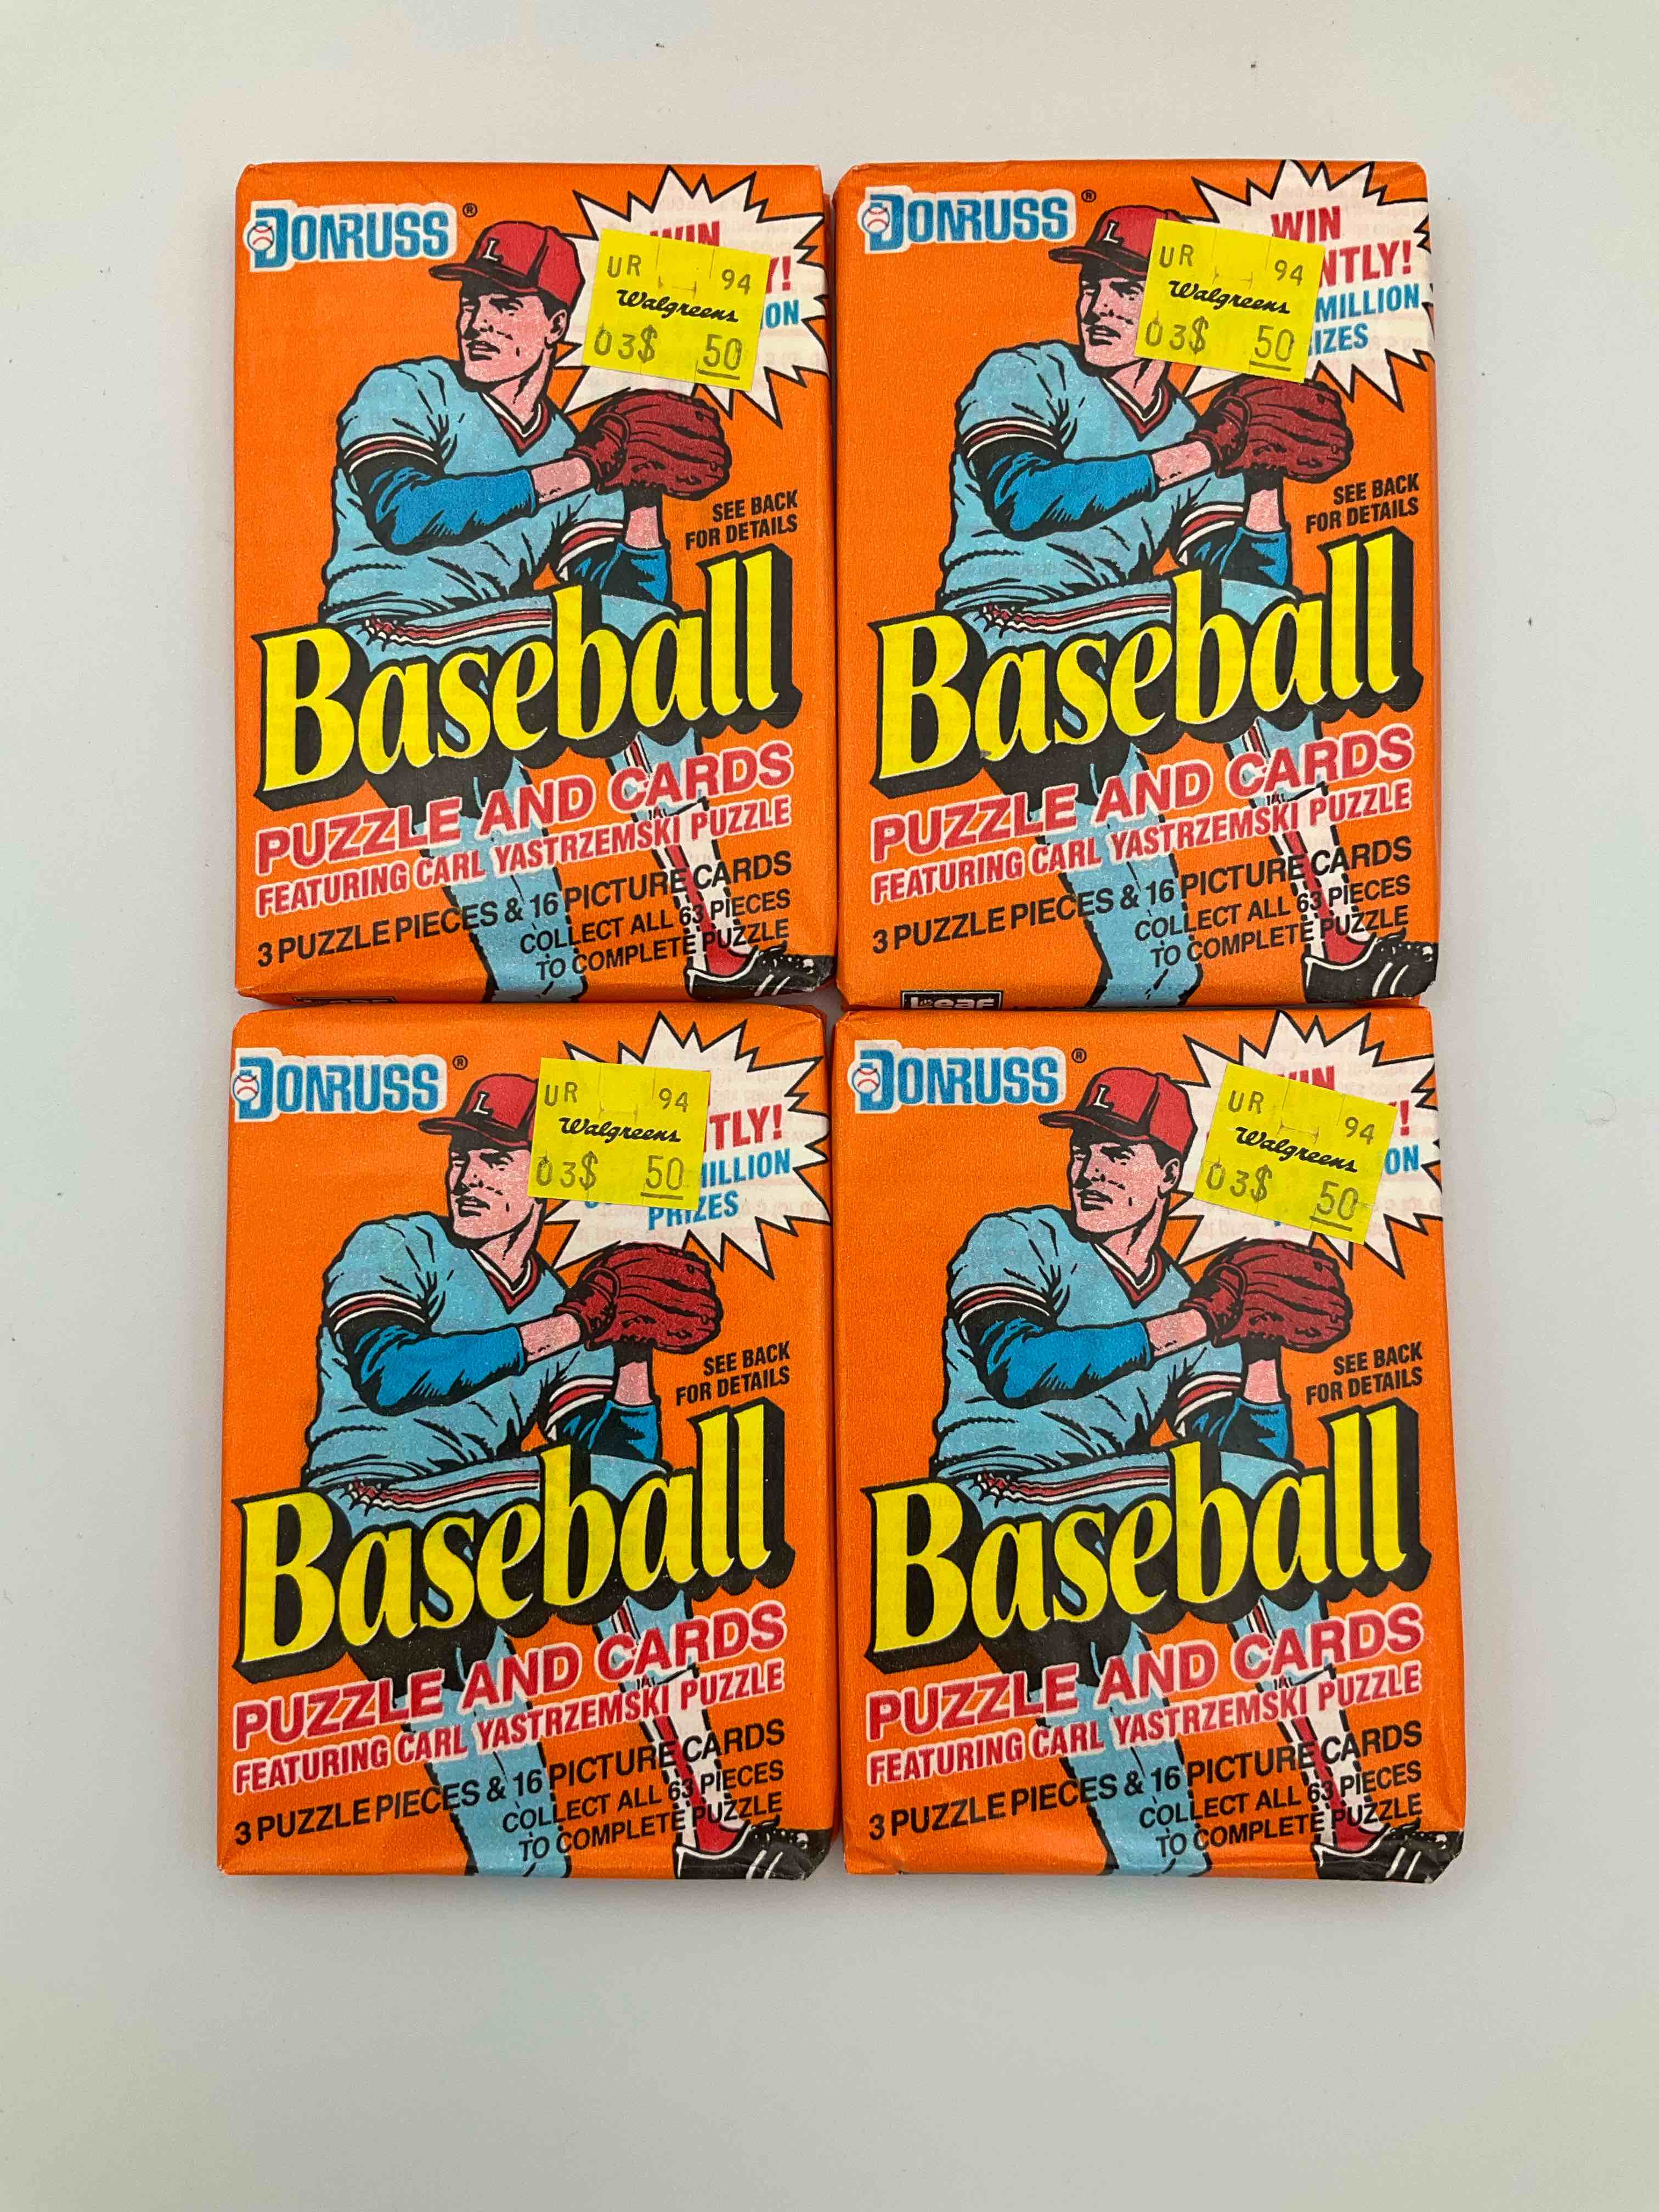 DONRUSS®
L
WIN
Y!
ON
UR 94
Walgreens
03$ 50
SEE BACK
FOR DETAILS
Baseball
PUZZLE AND CARDS
FEATURING CARL YASTRZEMSKI PUZZLE
3 PUZZLE PIECES & 16 PICTURE CARDS
COLLECT ALL 63 PIECES
TO COMPLETE PUZZLE
DONRUSS®
L
WIN
NTLY!
MILLION
IZES
UR 94
Walgreens
03$ 50
SEE BACK
FOR DETAILS
Baseball
PUZZLE AND CARDS
FEATURING CARL YASTRZEMSKI PUZZLE
3 PUZZLE PIECES & 16 PICTURE CARDS
COLLECT ALL 63 PIECES
TO COMPLETE PUZZLE
Leaf
DONRUSS®
L
TLY!
ILLION
PRIZES
UR 94
Walgreens
03$ 50
SEE BACK
FOR DETAILS
Baseball
PUZZLE AND CARDS
FEATURING CARL YASTRZEMSKI PUZZLE
3 PUZZLE PIECES & 16 PICTURE CARDS
COLLECT ALL 63 PIECES
TO COMPLETE PUZZLE
DONRUSS®
L
IN
!
ON
UR 94
Walgreens
03$ 50
SEE BACK
FOR DETAILS
Baseball
PUZZLE AND CARDS
FEATURING CARL YASTRZEMSKI PUZZLE
3 PUZZLE PIECES & 16 PICTURE CARDS
COLLECT ALL 63 PIECES
TO COMPLETE PUZZLE